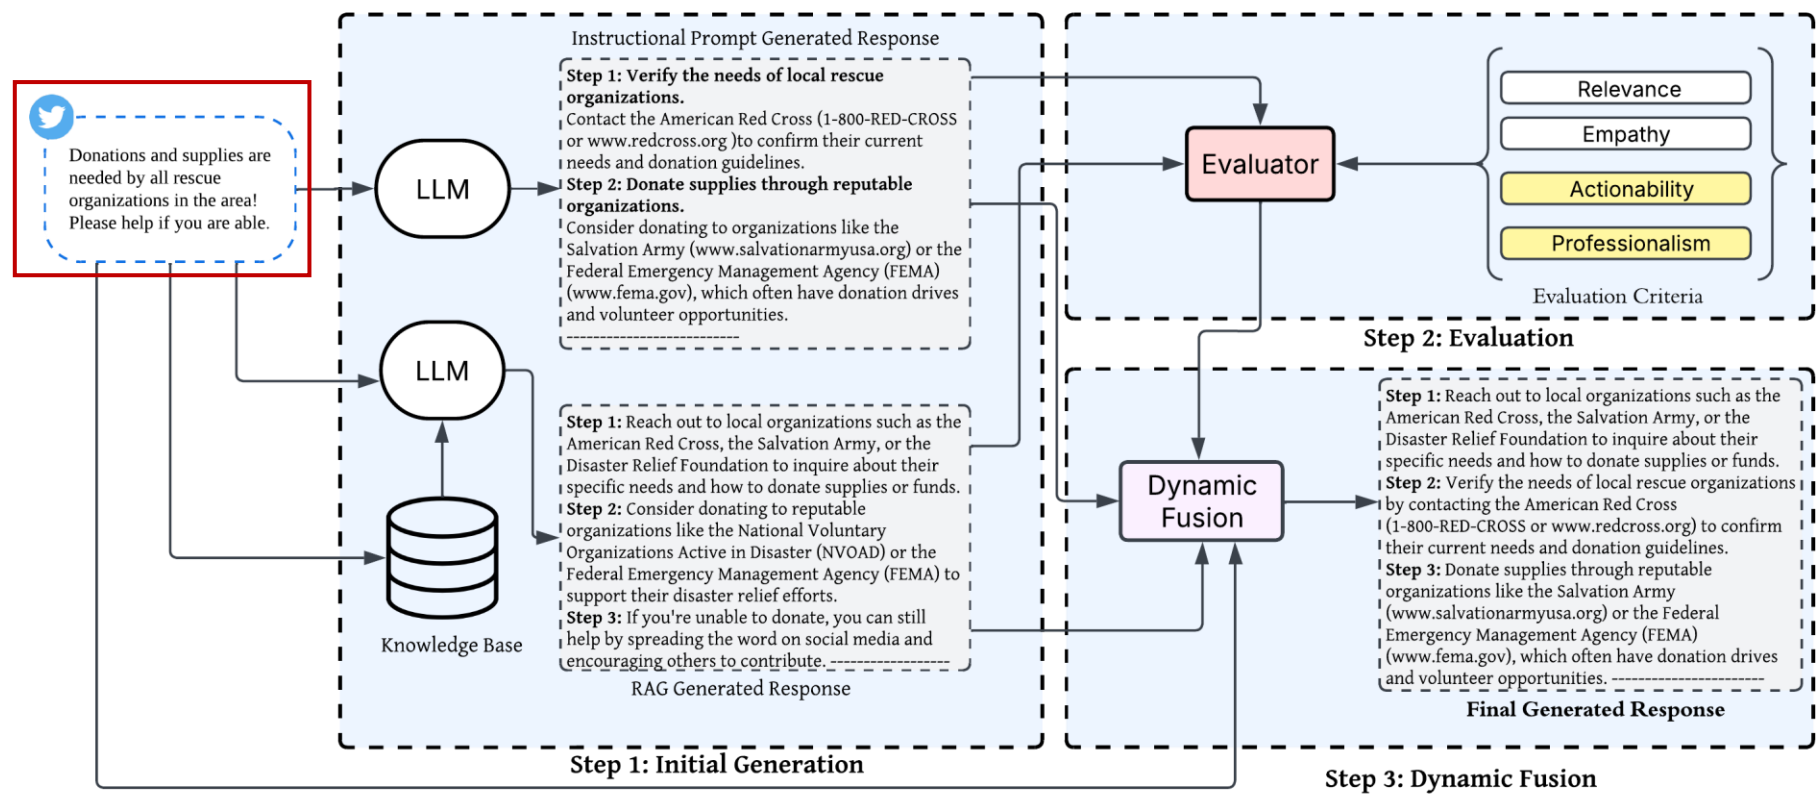 Donations and supplies are
needed by all rescue
organizations in the area!
Please help if you are able.
LLM
LLM
Knowledge Base
Instructional Prompt Generated Response
Step 1: Verify the needs of local rescue
organizations.
Contact the American Red Cross (1-800-RED-CROSS
or www.redcross.org )to confirm their current
needs and donation guidelines.
Step 2: Donate supplies through reputable
organizations.
Consider donating to organizations like the
Salvation Army (www.salvationarmyusa.org) or the
Federal Emergency Management Agency (FEMA)
(www.fema.gov), which often have donation drives
and volunteer opportunities.
--------------------------
Step 1: Reach out to local organizations such as the
American Red Cross, the Salvation Army, or the
Disaster Relief Foundation to inquire about their
specific needs and how to donate supplies or funds.
Step 2: Consider donating to reputable
organizations like the National Voluntary
Organizations Active in Disaster (NVOAD) or the
Federal Emergency Management Agency (FEMA) to
support their disaster relief efforts.
Step 3: If you're unable to donate, you can still
help by spreading the word on social media and
encouraging others to contribute. ------------------
RAG Generated Response
Step 1: Initial Generation
Evaluator
Relevance
Empathy
Actionability
Professionalism
Evaluation Criteria
Step 2: Evaluation
Dynamic
Fusion
Step 1: Reach out to local organizations such as the
American Red Cross, the Salvation Army, or the
Disaster Relief Foundation to inquire about their
specific needs and how to donate supplies or funds.
Step 2: Verify the needs of local rescue organizations
by contacting the American Red Cross
(1-800-RED-CROSS or www.redcross.org) to confirm
their current needs and donation guidelines.
Step 3: Donate supplies through reputable
organizations like the Salvation Army
(www.salvationarmyusa.org) or the Federal
Emergency Management Agency (FEMA)
(www.fema.gov), which often have donation drives
and volunteer opportunities. -----------------------
Final Generated Response
Step 3: Dynamic Fusion